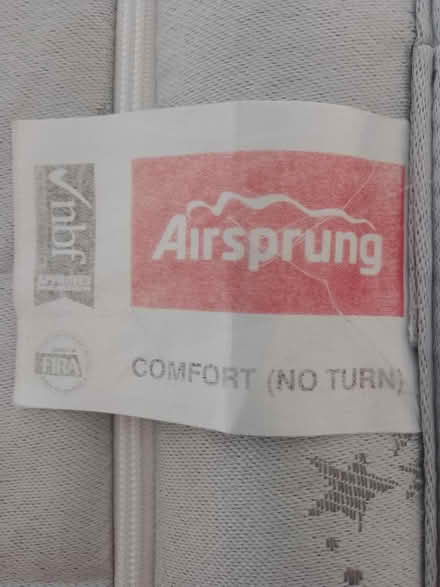 nbf
Airsprung
FIRA
COMFORT (NO TURN)